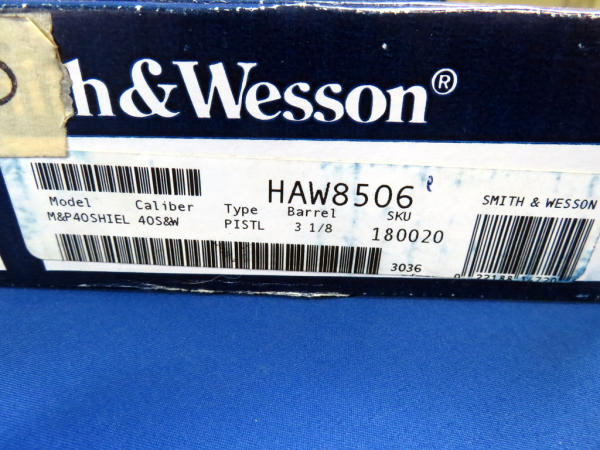 h&Wesson®
HAW8506
SMITH & WESSON
Model Caliber Type Barrel SKU
M&P40SHIEL 40S&W PISTL 3 1/8 180020
3036